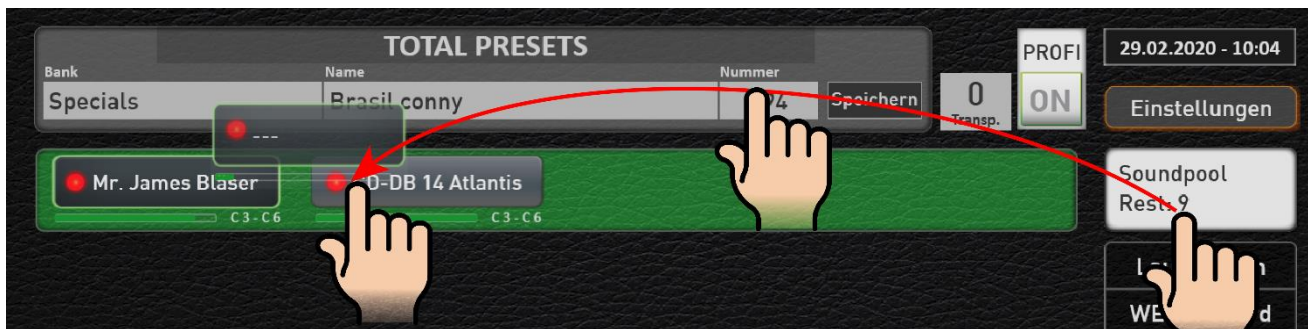 TOTAL PRESETS
Bank Name Nummer
Specials Brasil conny Speichern
0
Transp.
PROFI
ON
29.02.2020 - 10:04
Einstellungen
---
Mr. James Blaser
DB 14 Atlantis
C3-C6 C3-C6
Soundpool
Rest: 9